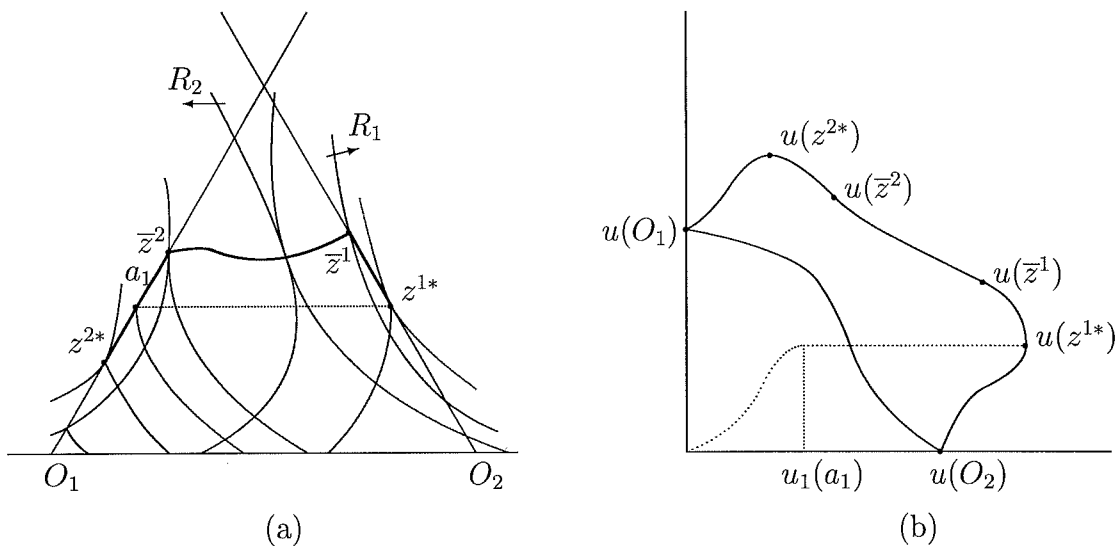 R₂
R₁
z̅²
a₁
z̅¹
z¹*
z²*
O₁
O₂
(a)
u(z²*)
u(z̅²)
u(O₁)
u(z̅¹)
u(z¹*)
u₁(a₁)
u(O₂)
(b)